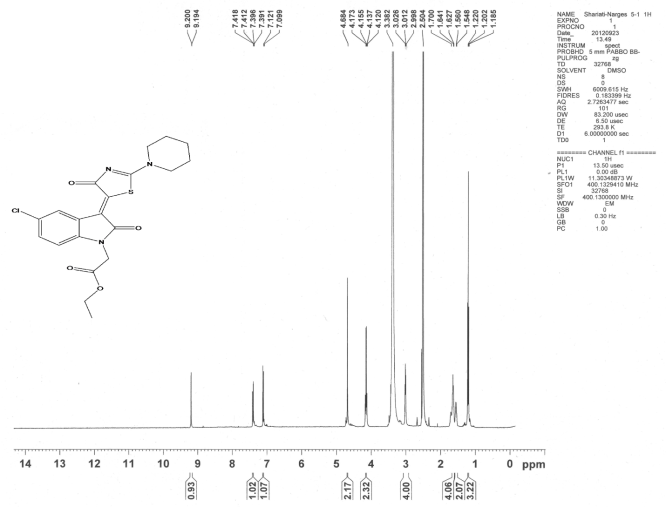 9.200
9.194
7.418
7.412
7.396
7.391
7.121
7.099
4.684
4.173
4.155
4.137
4.120
3.382
3.026
3.012
2.998
2.504
1.700
1.641
1.627
1.560
1.548
1.220
1.202
1.185
NAME Shariati-Narges 5-1 1H
EXPNO 1
PROCNO 1
Date_ 20120923
Time 13.49
INSTRUM spect
PROBHD 5 mm PABBO BB-
PULPROG zg
TD 32768
SOLVENT DMSO
NS 8
DS 0
SWH 6009.615 Hz
FIDRES 0.183399 Hz
AQ 2.7263477 sec
RG 101
DW 83.200 usec
DE 6.50 usec
TE 293.8 K
D1 6.00000000 sec
TD0 1
======== CHANNEL f1 ========
NUC1 1H
P1 13.50 usec
PL1 0.00 dB
PL1W 11.30348873 W
SFO1 400.1329410 MHz
SI 32768
SF 400.1300000 MHz
WDW EM
SSB 0
LB 0.30 Hz
GB 0
PC 1.00
N
N
O
S
Cl
O
N
O
O
14 13 12 11 10 9 8 7 6 5 4 3 2 1 0 ppm
0.93
1.02
1.07
2.17
2.32
4.00
4.06
2.07
3.22